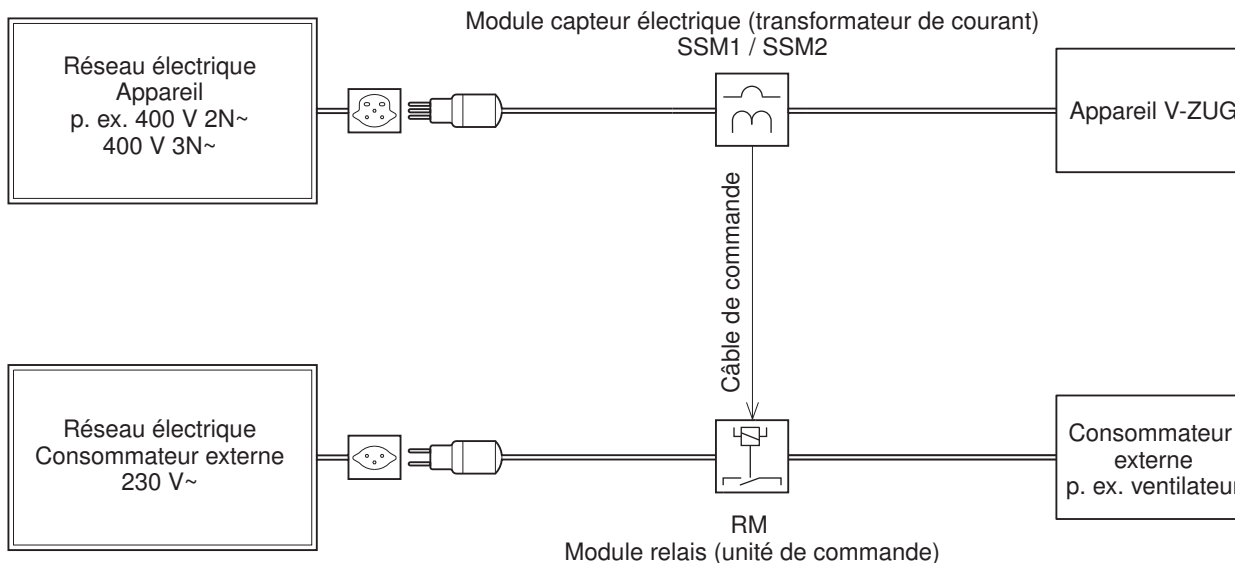 Module capteur électrique (transformateur de courant)
SSM1 / SSM2
Réseau électrique
Appareil
p. ex. 400 V 2N~
400 V 3N~
Appareil V-ZUG
Câble de commande
Réseau électrique
Consommateur externe
230 V~
Consommateur
externe
p. ex. ventilateur
RM
Module relais (unité de commande)